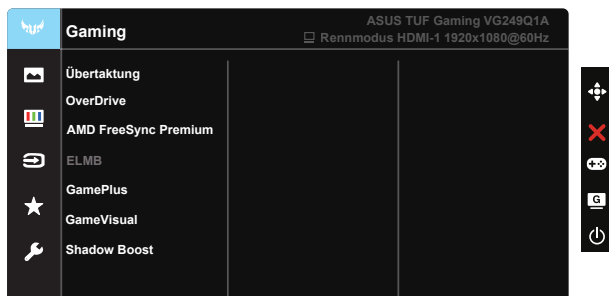 Gaming
ASUS TUF Gaming VG249Q1A
Rennmodus HDMI-1 1920x1080@60Hz
Übertaktung
OverDrive
AMD FreeSync Premium
ELMB
GamePlus
GameVisual
Shadow Boost
G